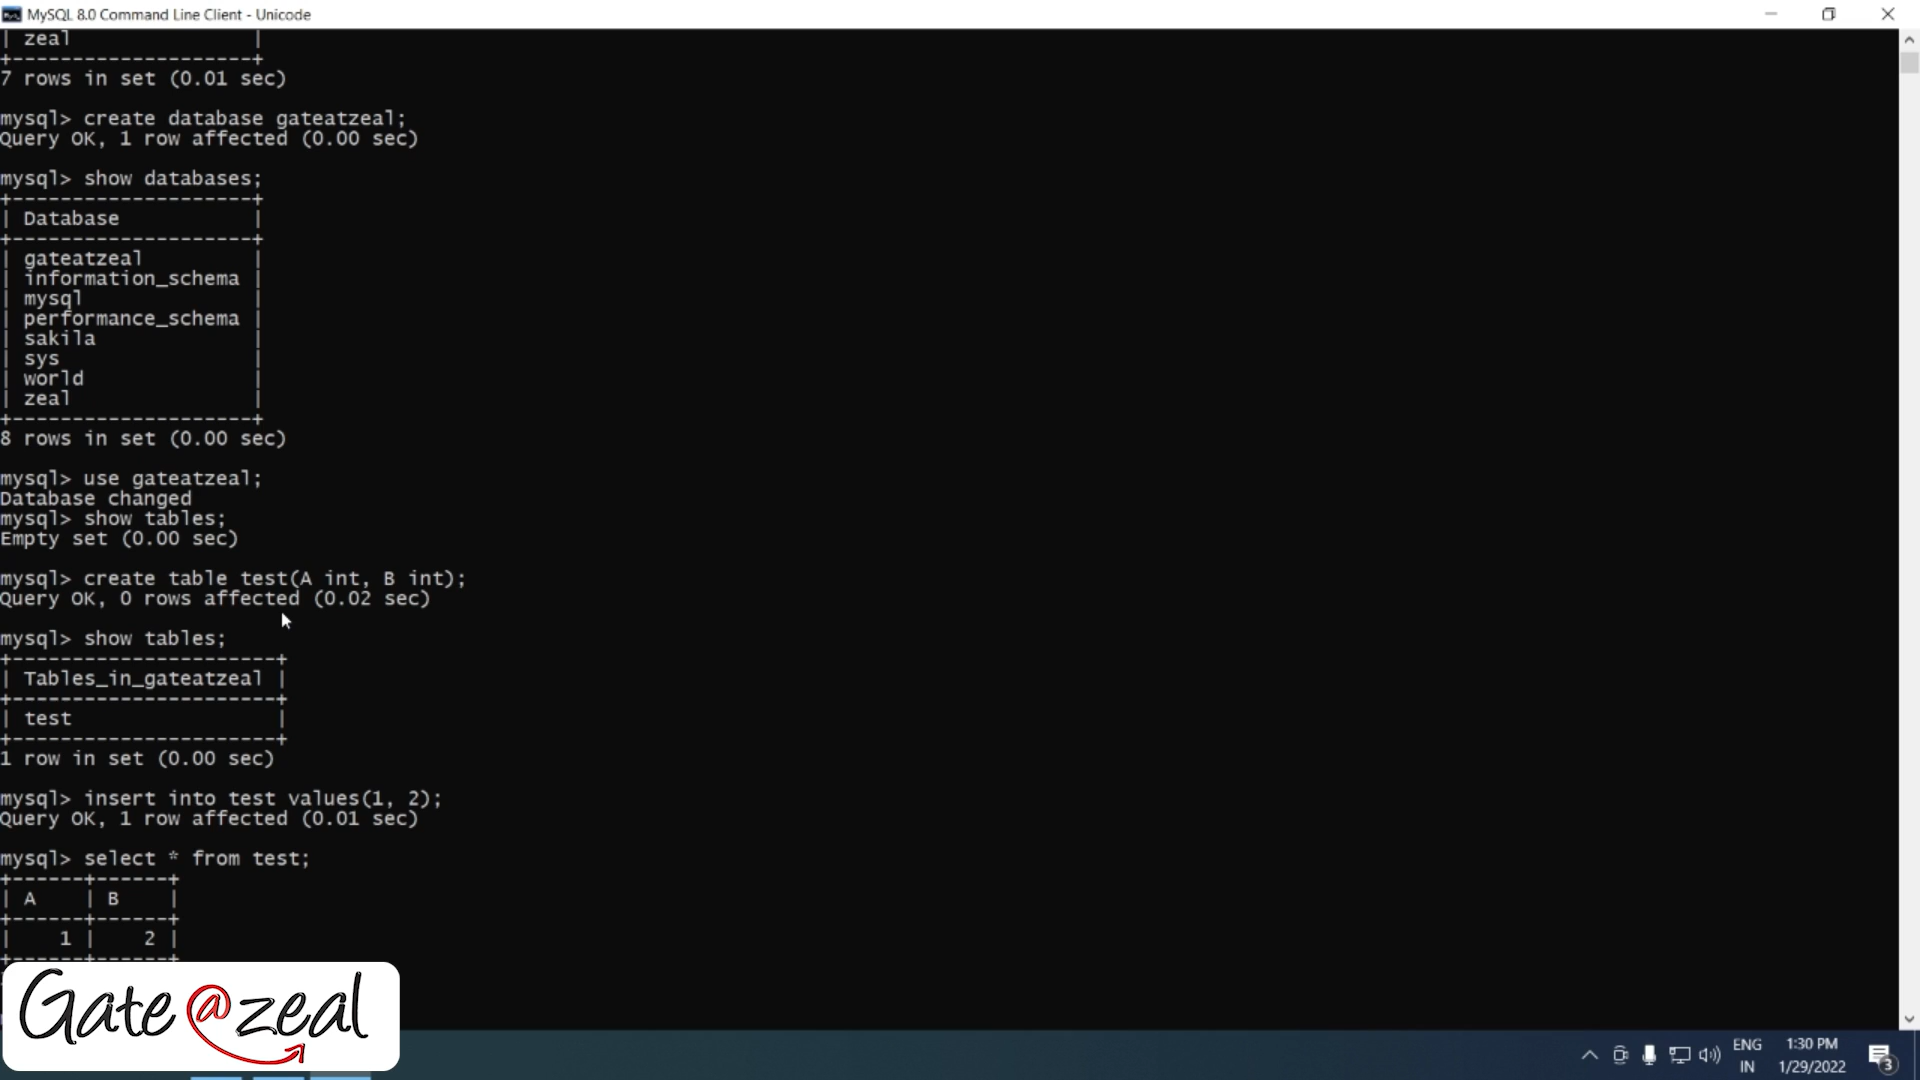 MySQL 8.0 Command Line Client - Unicode
| zeal |
+--------------------+
7 rows in set (0.01 sec)
mysql> create database gateatzeal;
Query OK, 1 row affected (0.00 sec)
mysql> show databases;
+--------------------+
| Database |
+--------------------+
| gateatzeal |
| information_schema |
| mysql |
| performance_schema |
| sakila |
| sys |
| world |
| zeal |
+--------------------+
8 rows in set (0.00 sec)
mysql> use gateatzeal;
Database changed
mysql> show tables;
Empty set (0.00 sec)
mysql> create table test(A int, B int);
Query OK, 0 rows affected (0.02 sec)
mysql> show tables;
+----------------------+
| Tables_in_gateatzeal |
+----------------------+
| test |
+----------------------+
1 row in set (0.00 sec)
mysql> insert into test values(1, 2);
Query OK, 1 row affected (0.01 sec)
mysql> select * from test;
+------+------+
| A | B |
+------+------+
| 1 | 2 |
+------+------+
Gate@zeal
ENG
IN
1:30 PM
1/29/2022
3